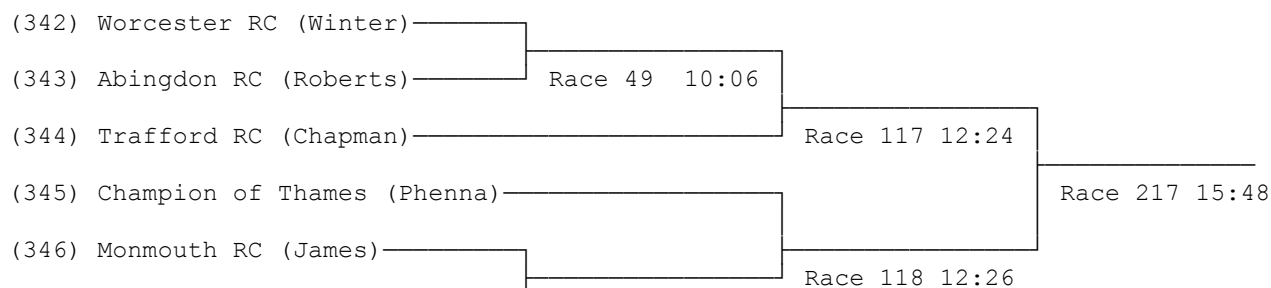 (342) Worcester RC (Winter)
(343) Abingdon RC (Roberts) Race 49 10:06
(344) Trafford RC (Chapman) Race 117 12:24
(345) Champion of Thames (Phenna) Race 217 15:48
(346) Monmouth RC (James)
Race 118 12:26